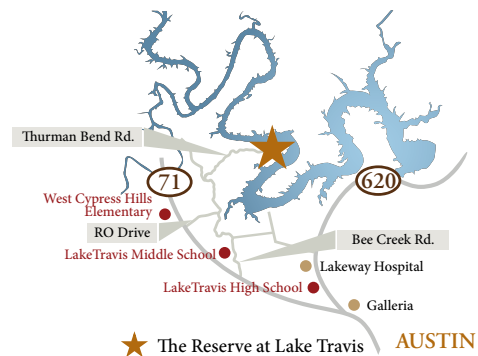 Thurman Bend Rd.
71
620
West Cypress Hills
Elementary
RO Drive
Bee Creek Rd.
LakeTravis Middle School
Lakeway Hospital
LakeTravis High School
Galleria
The Reserve at Lake Travis
AUSTIN